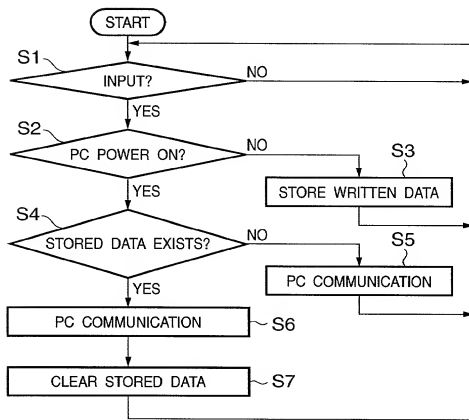 START
S1
INPUT?
NO
YES
S2
PC POWER ON?
NO
YES
S3
STORE WRITTEN DATA
S4
STORED DATA EXISTS?
NO
YES
S5
PC COMMUNICATION
PC COMMUNICATION
S6
CLEAR STORED DATA
S7